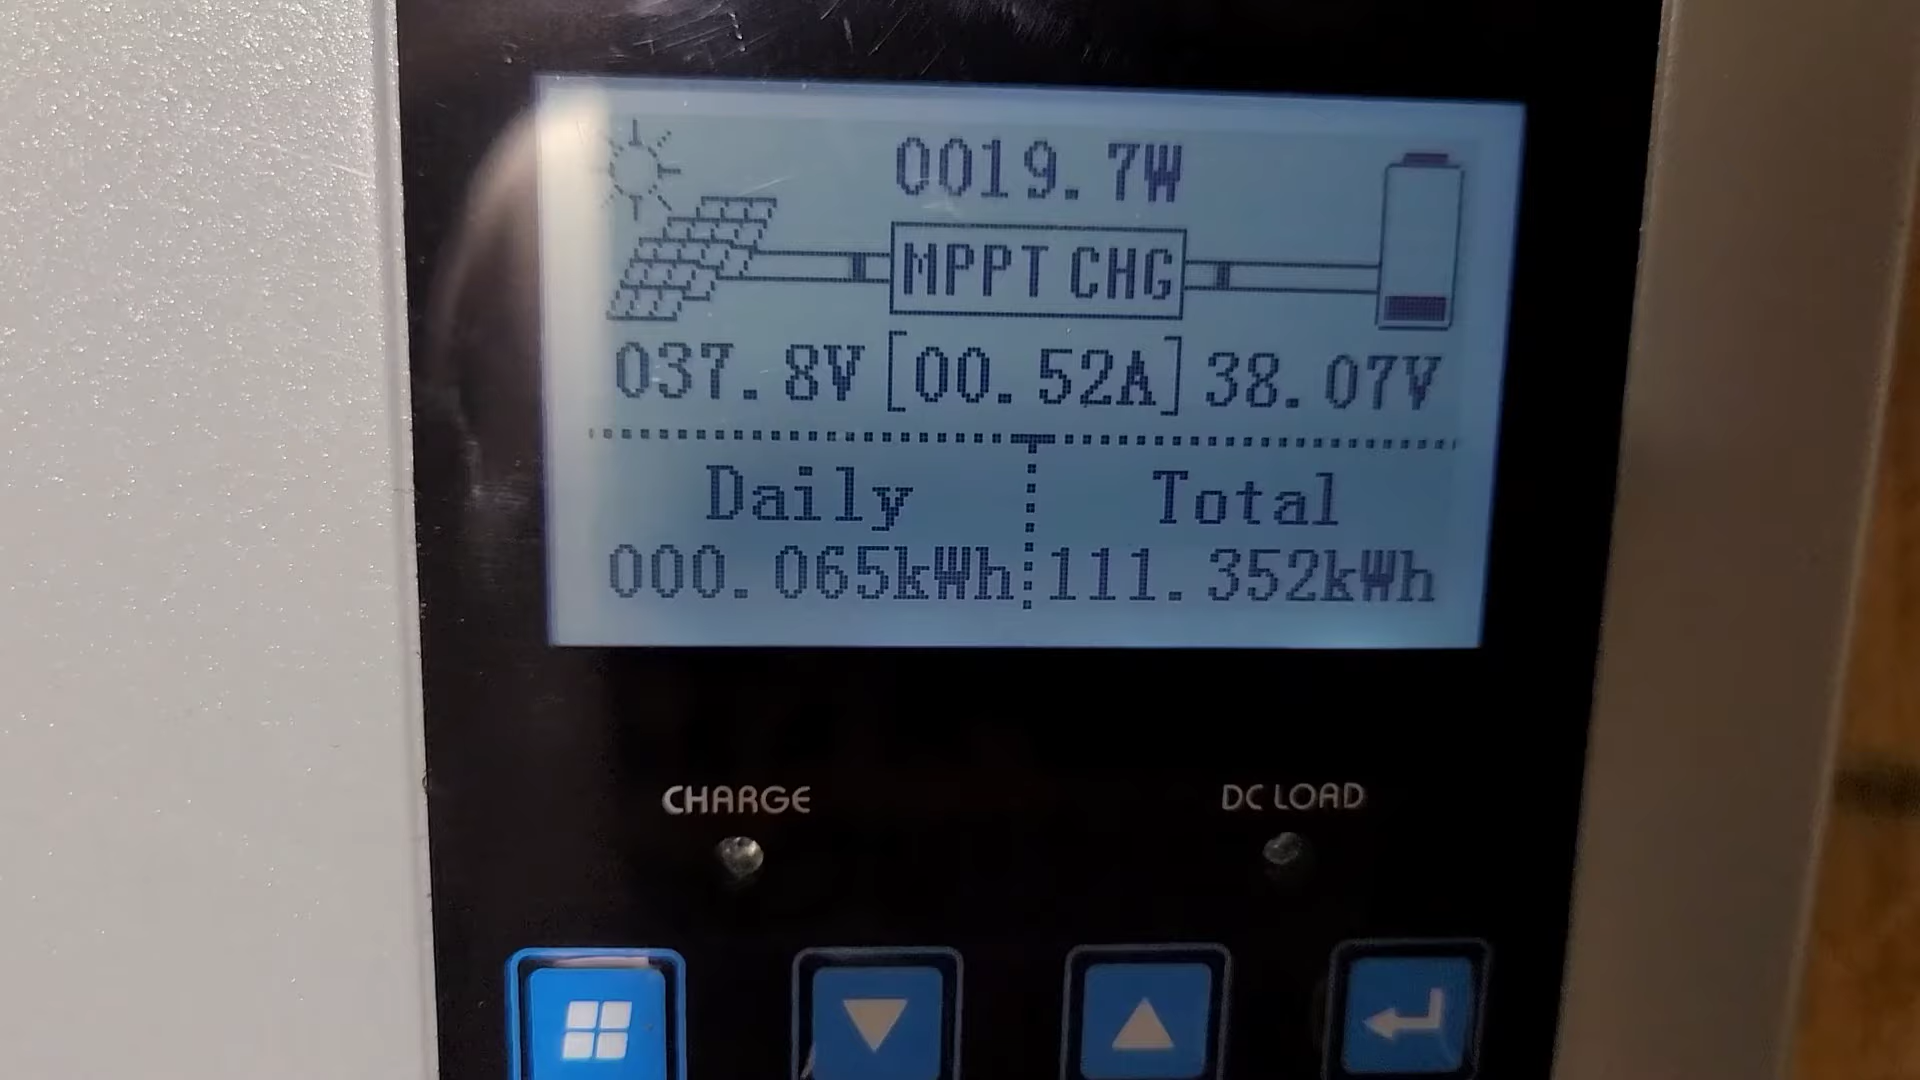 0019.7W
MPPT CHG
037.8V [00.52A] 38.07V
Daily Total
000.065kWh 111.352kWh
CHARGE DC LOAD